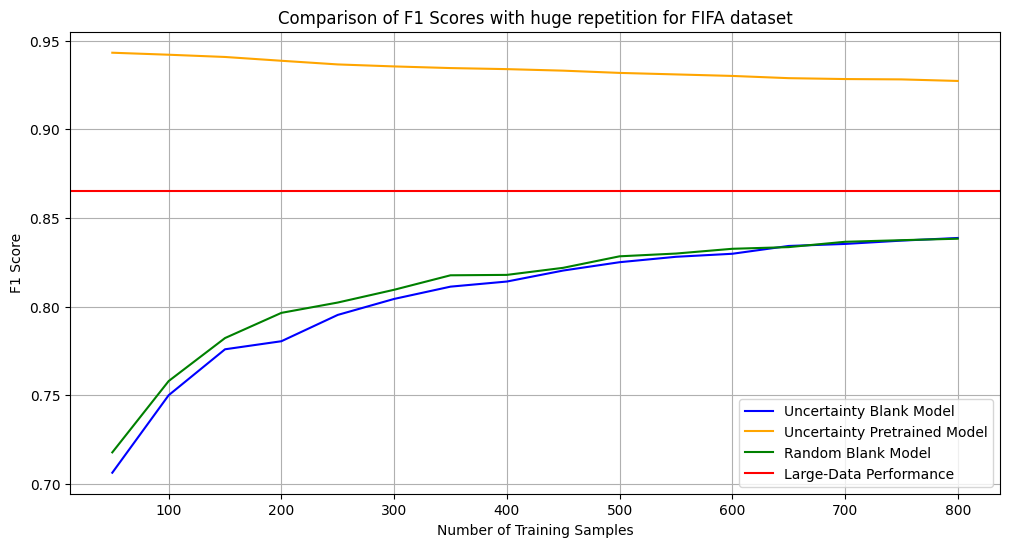 Comparison of F1 Scores with huge repetition for FIFA dataset
F1 Score
0.95
0.90
0.85
0.80
0.75
0.70
100 200 300 400 500 600 700 800
Number of Training Samples
Uncertainty Blank Model
Uncertainty Pretrained Model
Random Blank Model
Large-Data Performance